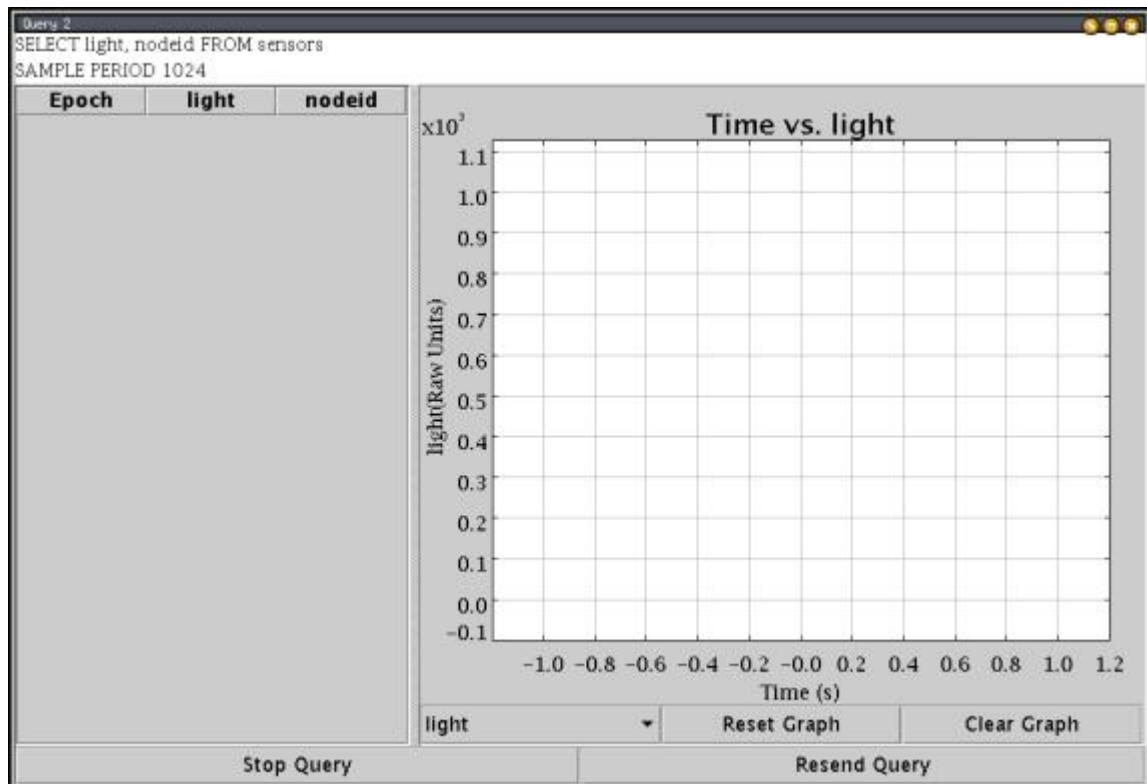 Query 2
SELECT light, nodeid FROM sensors
SAMPLE PERIOD 1024
Epoch light nodeid
Time vs. light
x10³
1.1
1.0
0.9
0.8
0.7
0.6
0.5
0.4
0.3
0.2
0.1
0.0
−0.1
light(Raw Units)
−1.0 −0.8 −0.6 −0.4 −0.2 −0.0 0.2 0.4 0.6 0.8 1.0 1.2
Time (s)
light Reset Graph Clear Graph
Stop Query Resend Query